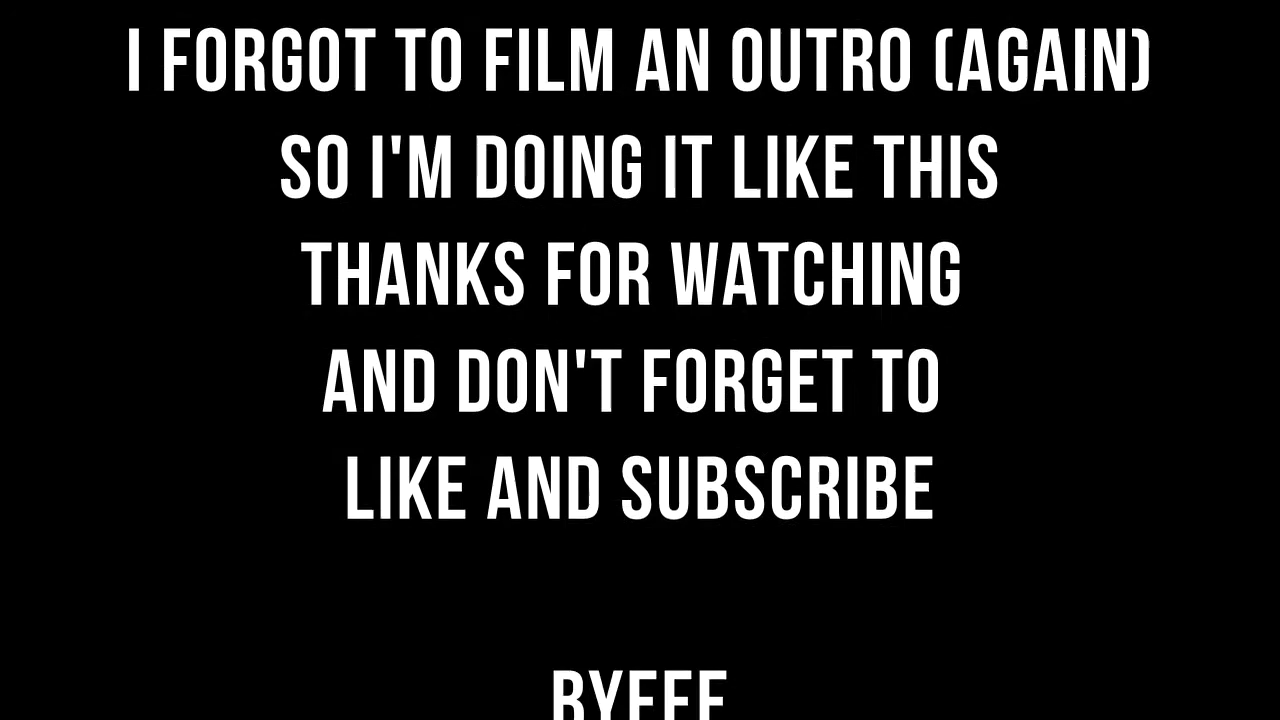 I FORGOT TO FILM AN OUTRO (AGAIN)
SO I'M DOING IT LIKE THIS
THANKS FOR WATCHING
AND DON'T FORGET TO
LIKE AND SUBSCRIBE
BYEEE